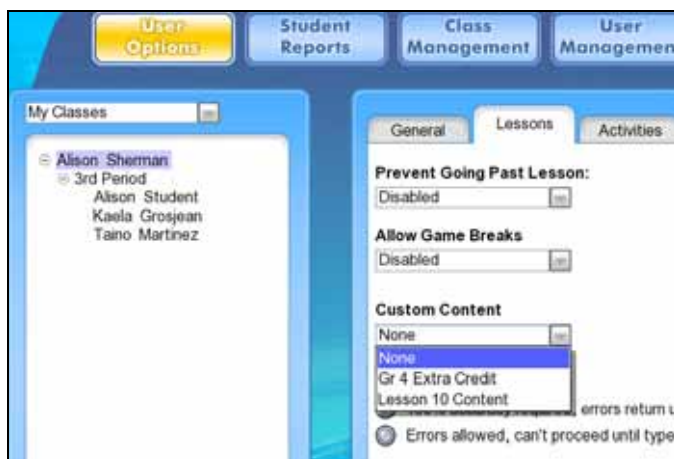 User Options
Student Reports
Class Management
User Managemen
My Classes
Alison Sherman
3rd Period
Alison Student
Kaela Grosjean
Taino Martinez
General
Lessons
Activities
Prevent Going Past Lesson:
Disabled
Allow Game Breaks
Disabled
Custom Content
None
None
Gr 4 Extra Credit
Lesson 10 Content
errors return u
Errors allowed, can't proceed until type